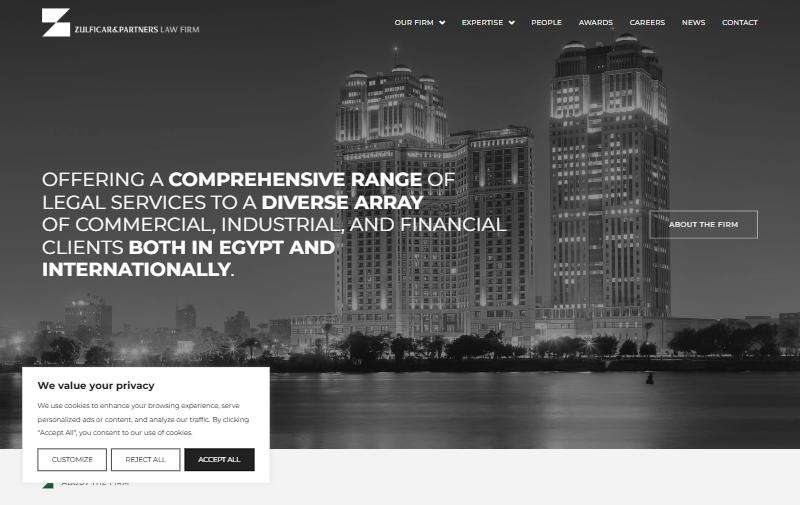 ZULFICAR&PARTNERS LAW FIRM
OUR FIRM
EXPERTISE
PEOPLE
AWARDS
CAREERS
NEWS
CONTACT
OFFERING A COMPREHENSIVE RANGE OF
LEGAL SERVICES TO A DIVERSE ARRAY
OF COMMERCIAL, INDUSTRIAL, AND FINANCIAL
CLIENTS BOTH IN EGYPT AND
INTERNATIONALLY.
ABOUT THE FIRM
We value your privacy
We use cookies to enhance your browsing experience, serve
personalized ads or content, and analyze our traffic. By clicking
"Accept All", you consent to our use of cookies.
CUSTOMIZE
REJECT ALL
ACCEPT ALL
ABOUT THE FIRM